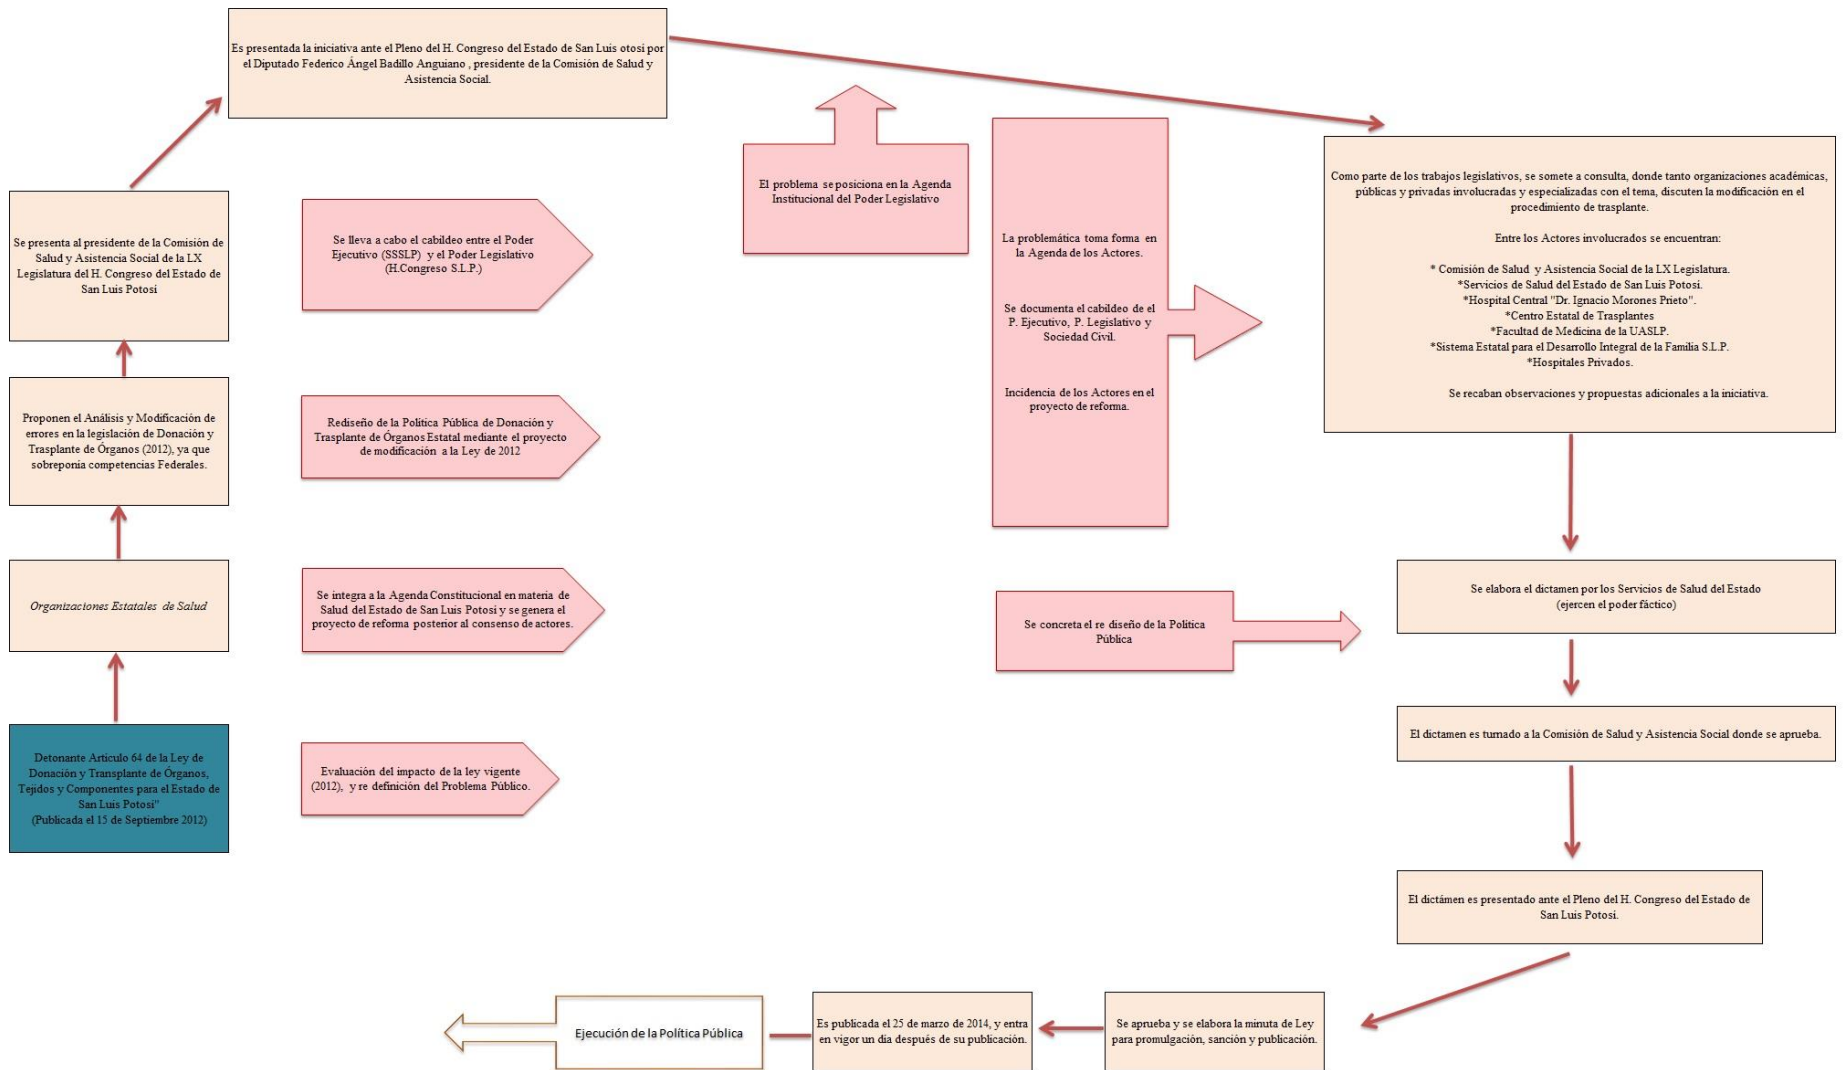 Es presentada la iniciativa ante el Pleno del H. Congreso del Estado de San Luis otosí por
el Diputado Federico Ángel Badillo Anguiano , presidente de la Comisión de Salud y
Asistencia Social.
El problema se posiciona en la Agenda
Institucional del Poder Legislativo
La problemática toma forma en
la Agenda de los Actores.
Se documenta el cabildeo de el
P. Ejecutivo, P. Legislativo y
Sociedad Civil.
Incidencia de los Actores en el
proyecto de reforma.
Como parte de los trabajos legislativos, se somete a consulta, donde tanto organizaciones académicas,
públicas y privadas involucradas y especializadas con el tema, discuten la modificación en el
procedimiento de trasplante.
Entre los Actores involucrados se encuentran:
* Comisión de Salud y Asistencia Social de la LX Legislatura.
*Servicios de Salud del Estado de San Luis Potosí.
*Hospital Central "Dr. Ignacio Morones Prieto".
*Centro Estatal de Trasplantes
*Facultad de Medicina de la UASLP.
*Sistema Estatal para el Desarrollo Integral de la Familia S.L.P.
*Hospitales Privados.
Se recaban observaciones y propuestas adicionales a la iniciativa.
Se presenta al presidente de la Comisión de
Salud y Asistencia Social de la LX
Legislatura del H. Congreso del Estado de
San Luis Potosí
Se lleva a cabo el cabildeo entre el Poder
Ejecutivo (SSSLP) y el Poder Legislativo
(H.Congreso S.L.P.)
Proponen el Análisis y Modificación de
errores en la legislación de Donación y
Trasplante de Órganos (2012), ya que
sobreponía competencias Federales.
Rediseño de la Política Pública de Donación y
Trasplante de Órganos Estatal mediante el proyecto
de modificación a la Ley de 2012
Organizaciones Estatales de Salud
Se integra a la Agenda Constitucional en materia de
Salud del Estado de San Luis Potosí y se genera el
proyecto de reforma posterior al consenso de actores.
Se concreta el re diseño de la Política
Pública
Se elabora el dictamen por los Servicios de Salud del Estado
(ejercen el poder fáctico)
Detonante Artículo 64 de la Ley de
Donación y Transplante de Órganos,
Tejidos y Componentes para el Estado de
San Luis Potosí"
(Publicada el 15 de Septiembre 2012)
Evaluación del impacto de la ley vigente
(2012), y re definición del Problema Público.
El dictamen es turnado a la Comisión de Salud y Asistencia Social donde se aprueba.
El dictámen es presentado ante el Pleno del H. Congreso del Estado de
San Luis Potosí.
Se aprueba y se elabora la minuta de Ley
para promulgación, sanción y publicación.
Es publicada el 25 de marzo de 2014, y entra
en vigor un día después de su publicación.
Ejecución de la Política Pública